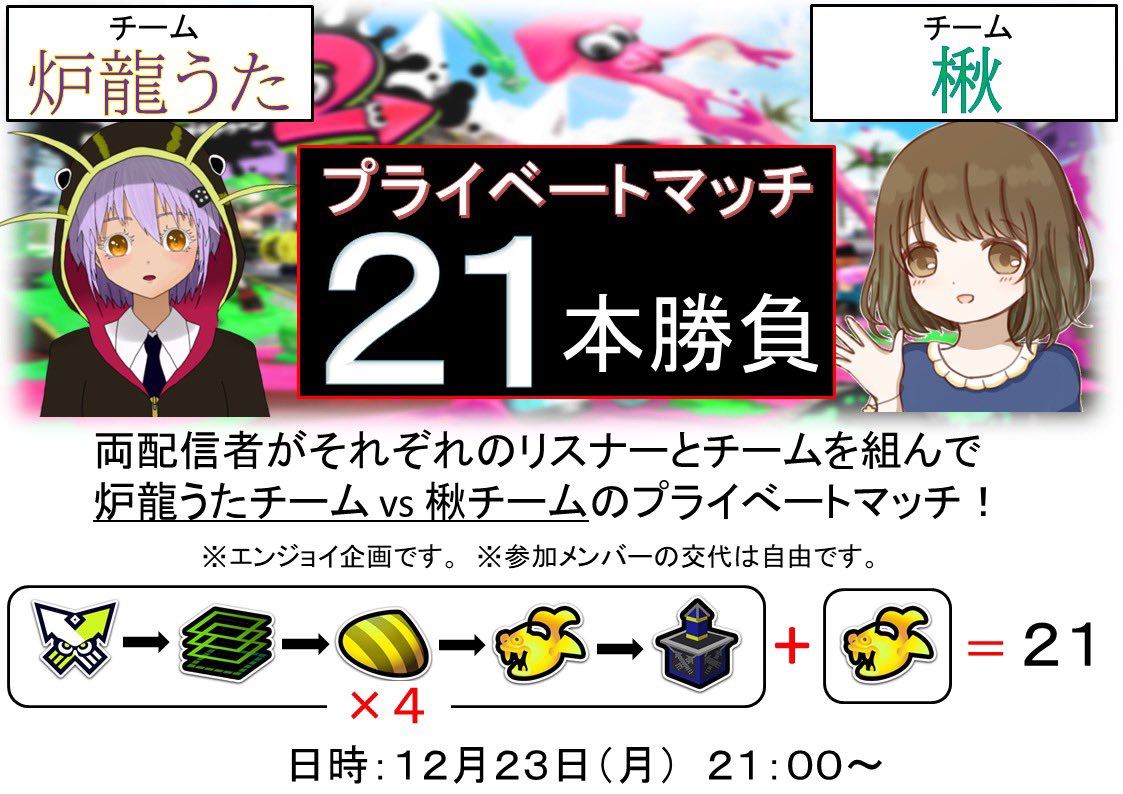 チーム
炉龍うた
チーム
楸
プライベートマッチ
21本勝負
両配信者がそれぞれのリスナーとチームを組んで
炉龍うたチーム vs 楸チームのプライベートマッチ！
※エンジョイ企画です。 ※参加メンバーの交代は自由です。
+ = 21
×4
日時：12月23日（月） 21：00～